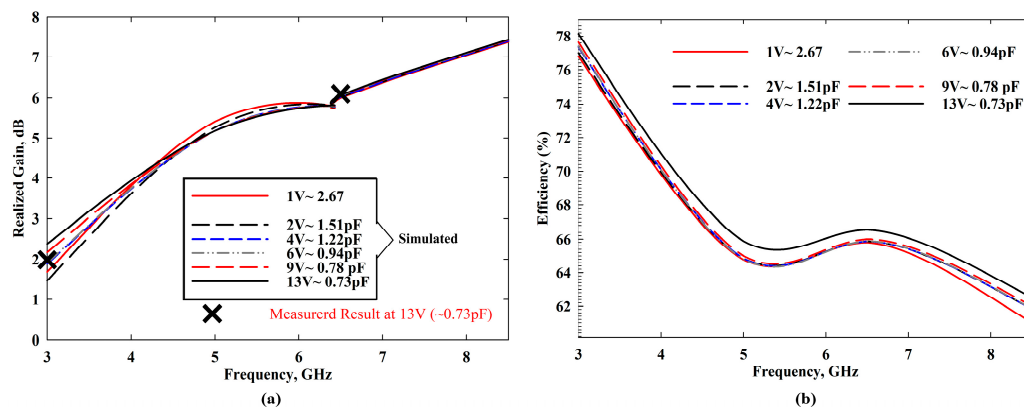 8
7
6
5
4
3
2
1
0
Realized Gain, dB
1V~ 2.67
2V~ 1.51pF
4V~ 1.22pF
6V~ 0.94pF
9V~ 0.78 pF
13V~ 0.73pF
Simulated
Measurerd Result at 13V (~0.73pF)
3 4 5 6 7 8
Frequency, GHz
(a)
78
76
74
72
70
68
66
64
62
Efficiency (%)
1V~ 2.67
2V~ 1.51pF
4V~ 1.22pF
6V~ 0.94pF
9V~ 0.78 pF
13V~ 0.73pF
3 4 5 6 7 8
Frequency, GHz
(b)